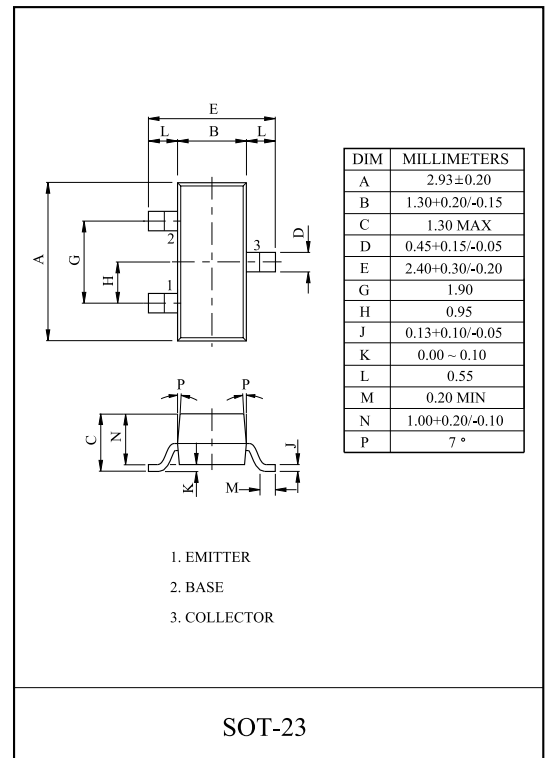 E
L B L
A
G
H
2
1
3
D
DIM MILLIMETERS
A 2.93±0.20
B 1.30+0.20/-0.15
C 1.30 MAX
D 0.45+0.15/-0.05
E 2.40+0.30/-0.20
G 1.90
H 0.95
J 0.13+0.10/-0.05
K 0.00 ~ 0.10
L 0.55
M 0.20 MIN
N 1.00+0.20/-0.10
P 7 °
P P
C
N
K
M
J
1. EMITTER
2. BASE
3. COLLECTOR
SOT-23